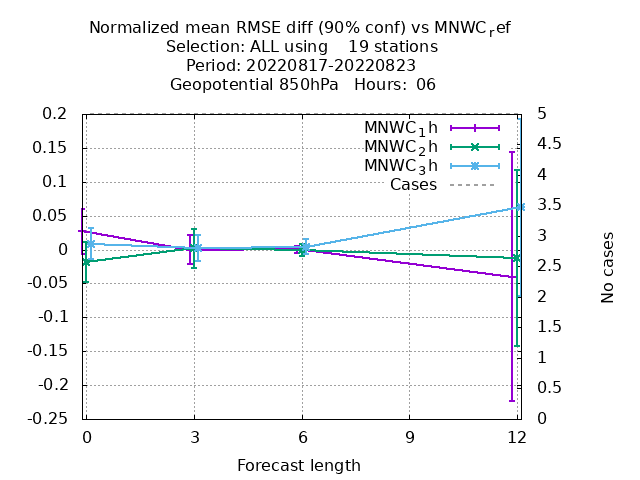 Normalized mean RMSE diff (90% conf) vs MNWC_ref
Selection: ALL using    19 stations
Period: 20220817-20220823
Geopotential 850hPa   Hours: 06
MNWC_1h
MNWC_2h
MNWC_3h
Cases
0.2
0.15
0.1
0.05
0
-0.05
-0.1
-0.15
-0.2
-0.25
5
4.5
4
3.5
3
2.5
2
1.5
1
0.5
0
No cases
0 3 6 9 12
Forecast length